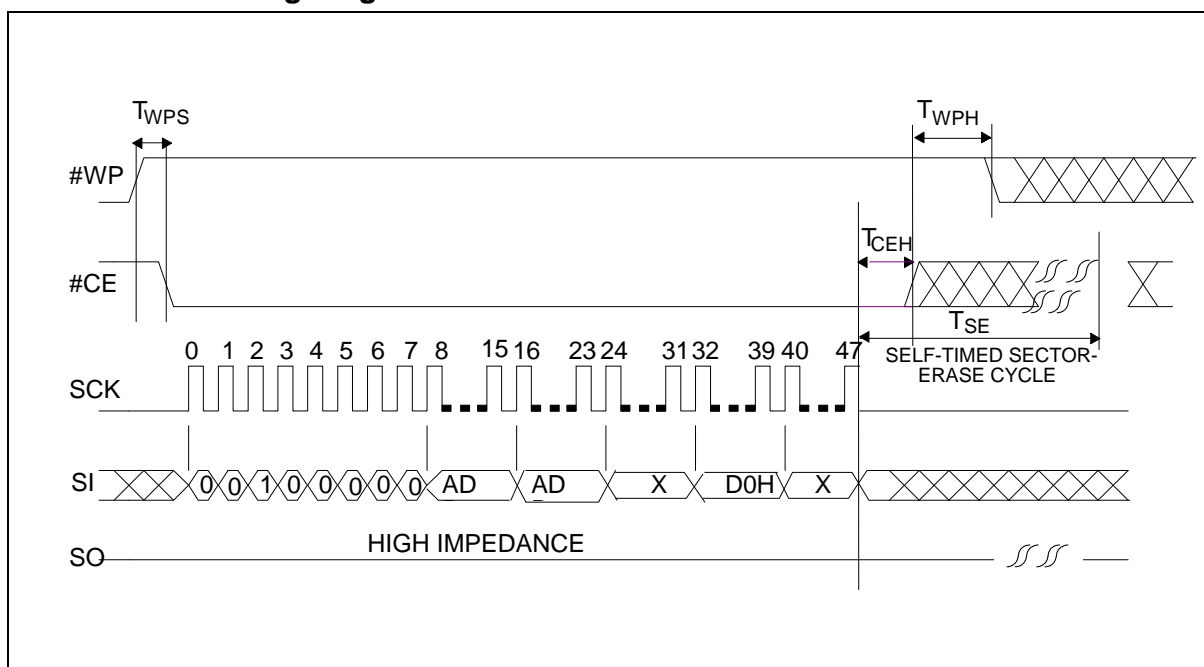 TWPS
TWPH
#WP
TCEH
#CE
TSE
0 1 2 3 4 5 6 7 8 15 16 23 24 31 32 39 40 47
SELF-TIMED SECTOR-
ERASE CYCLE
SCK
SI 0 0 1 0 0 0 0 0 AD AD X D0H X
HIGH IMPEDANCE
SO